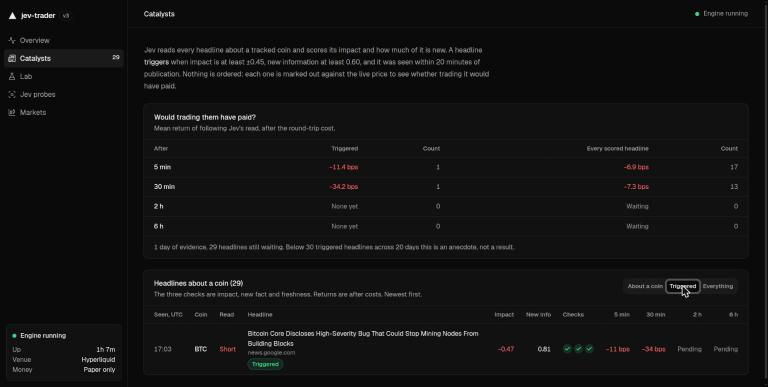 jev-trader v3
Overview
Catalysts 29
Lab
Jev probes
Markets
Engine running
Up 1h 7m
Venue Hyperliquid
Money Paper only
Catalysts
Engine running
Jev reads every headline about a tracked coin and scores its impact and how much of it is new. A headline
triggers when impact is at least ±0.45, new information at least 0.60, and it was seen within 20 minutes of
publication. Nothing is ordered: each one is marked out against the live price to see whether trading it would
have paid.
Would trading them have paid?
Mean return of following Jev's read, after the round-trip cost.
After Triggered Count Every scored headline Count
5 min −11.4 bps 1 −6.9 bps 17
30 min −34.2 bps 1 −7.3 bps 13
2 h None yet 0 Waiting 0
6 h None yet 0 Waiting 0
1 day of evidence, 29 headlines still waiting. Below 30 triggered headlines across 20 days this is an anecdote, not a result.
Headlines about a coin (29)
The three checks are impact, new fact and freshness. Returns are after costs. Newest first.
About a coin Triggered Everything
Seen, UTC Coin Read Headline Impact New info Checks 5 min 30 min 2 h 6 h
17:03 BTC Short Bitcoin Core Discloses High-Severity Bug That Could Stop Mining Nodes From
Building Blocks
news.google.com
Triggered
−0.47 0.81 −11 bps −34 bps Pending Pending